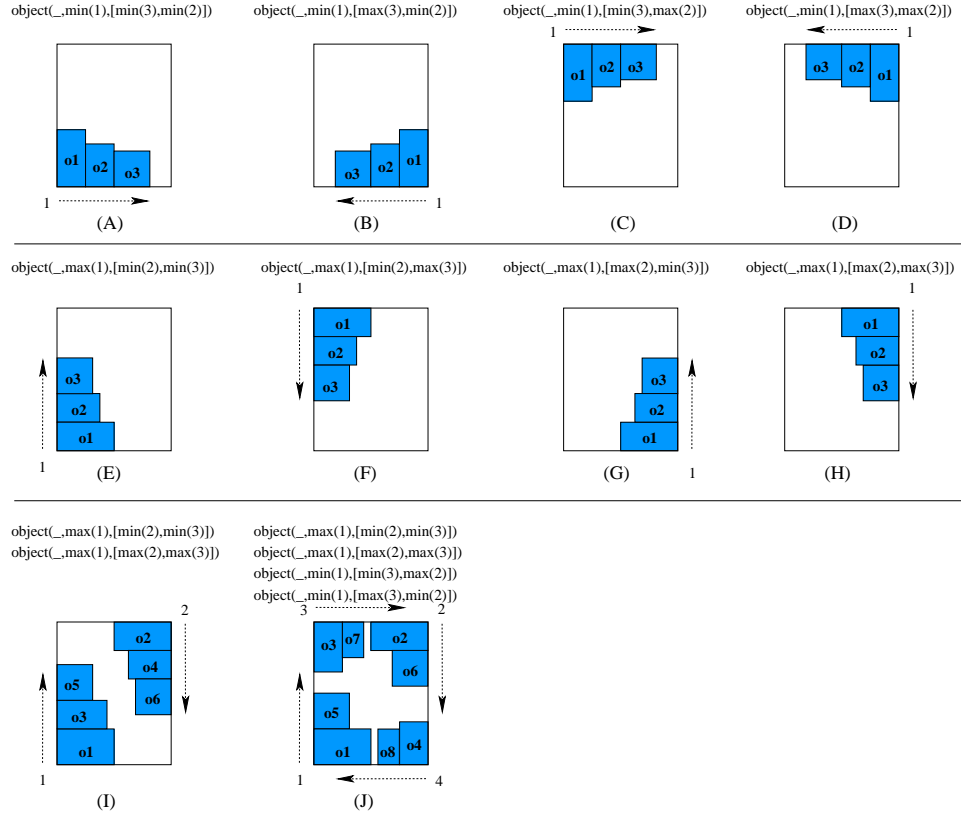 object(_,min(1),[min(3),min(2)])
object(_,min(1),[max(3),min(2)])
object(_,min(1),[min(3),max(2)])
object(_,min(1),[max(3),max(2)])
1
1
o1 o2 o3
o3 o2 o1
o1 o2 o3
o3 o2 o1
1
1
(A)
(B)
(C)
(D)
object(_,max(1),[min(2),min(3)])
object(_,max(1),[min(2),max(3)])
object(_,max(1),[max(2),min(3)])
object(_,max(1),[max(2),max(3)])
1
1
o3
o2
o1
o1
o2
o3
o3
o2
o1
o1
o2
o3
1
1
(E)
(F)
(G)
(H)
object(_,max(1),[min(2),min(3)])
object(_,max(1),[max(2),max(3)])
object(_,max(1),[min(2),min(3)])
object(_,max(1),[max(2),max(3)])
object(_,min(1),[min(3),max(2)])
object(_,min(1),[max(3),min(2)])
2
o2
o4
o5 o6
o3
o1
1
(I)
3 2
o3 o7 o2
o6
o5
o1 o8 o4
1 4
(J)